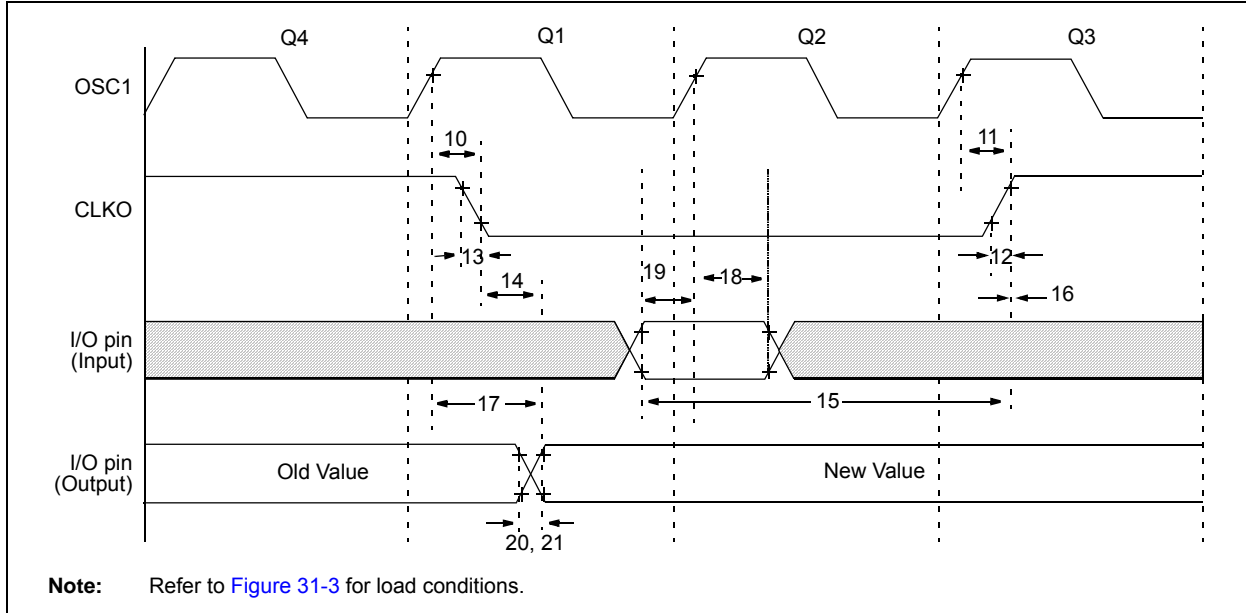 Q4 Q1 Q2 Q3
OSC1
10 11
CLKO
13 12
14 19 18 16
I/O pin
(Input)
17 15
I/O pin
(Output)
Old Value New Value
20, 21
Note: Refer to Figure 31-3 for load conditions.